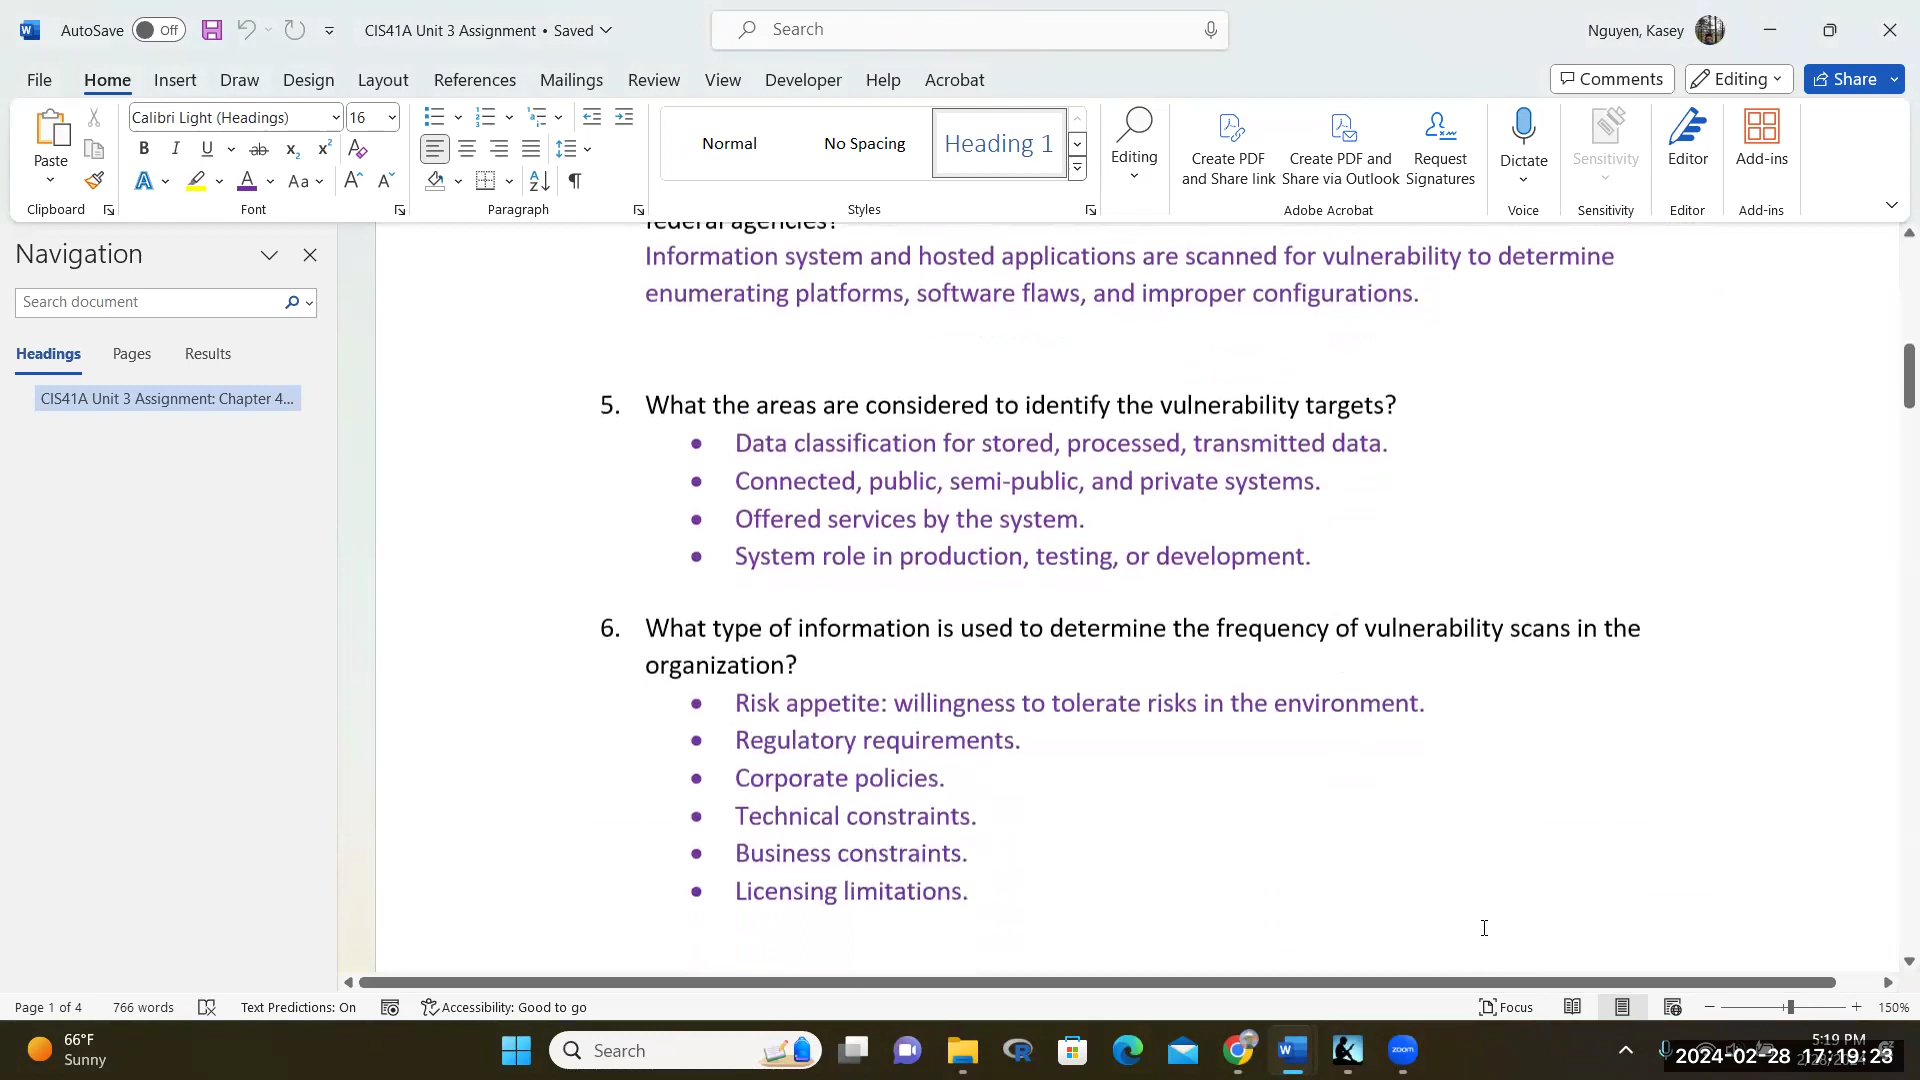 AutoSave Off CIS41A Unit 3 Assignment • Saved Search Nguyen, Kasey
File Home Insert Draw Design Layout References Mailings Review View Developer Help Acrobat Comments Editing Share
Calibri Light (Headings) 16
Paste
Normal No Spacing Heading 1
Editing
Create PDF and Share link
Create PDF and Share via Outlook
Request Signatures
Dictate
Sensitivity
Editor
Add-ins
Clipboard Font Paragraph Styles Adobe Acrobat Voice Sensitivity Editor Add-ins
Navigation
Search document
Headings Pages Results
CIS41A Unit 3 Assignment: Chapter 4...
federal agencies?
Information system and hosted applications are scanned for vulnerability to determine
enumerating platforms, software flaws, and improper configurations.
5. What the areas are considered to identify the vulnerability targets?
• Data classification for stored, processed, transmitted data.
• Connected, public, semi-public, and private systems.
• Offered services by the system.
• System role in production, testing, or development.
6. What type of information is used to determine the frequency of vulnerability scans in the
organization?
• Risk appetite: willingness to tolerate risks in the environment.
• Regulatory requirements.
• Corporate policies.
• Technical constraints.
• Business constraints.
• Licensing limitations.
Page 1 of 4 766 words Text Predictions: On Accessibility: Good to go Focus 150%
66°F
Sunny
Search
zoom
5:19 PM
2024-02-28 17:19:23